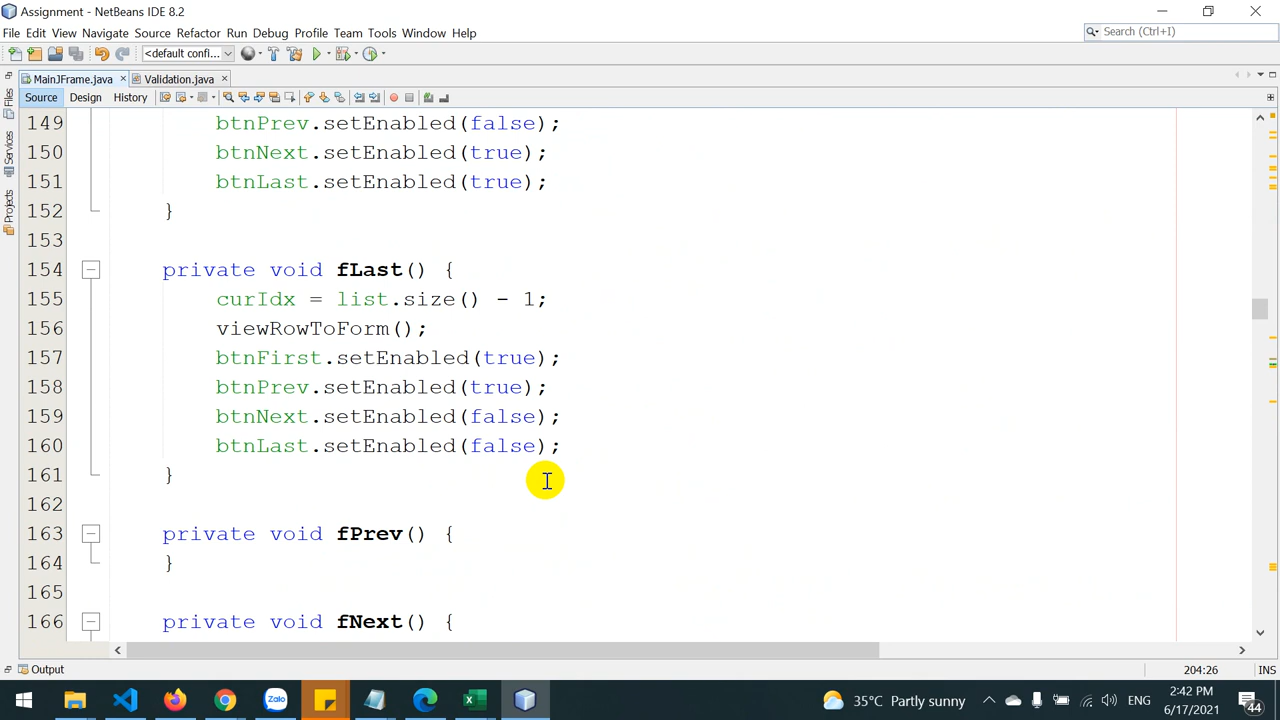 Assignment - NetBeans IDE 8.2
File Edit View Navigate Source Refactor Run Debug Profile Team Tools Window Help
Search (Ctrl+I)
<default confi...
MainJFrame.java Validation.java
Source Design History
Files
Services
Projects
149 btnPrev.setEnabled(false);
150 btnNext.setEnabled(true);
151 btnLast.setEnabled(true);
152 }
153
154 private void fLast() {
155 curIdx = list.size() - 1;
156 viewRowToForm();
157 btnFirst.setEnabled(true);
158 btnPrev.setEnabled(true);
159 btnNext.setEnabled(false);
160 btnLast.setEnabled(false);
161 }
162
163 private void fPrev() {
164 }
165
166 private void fNext() {
Output
204:26 INS
Zalo
35°C Partly sunny
ENG
2:42 PM
6/17/2021
44